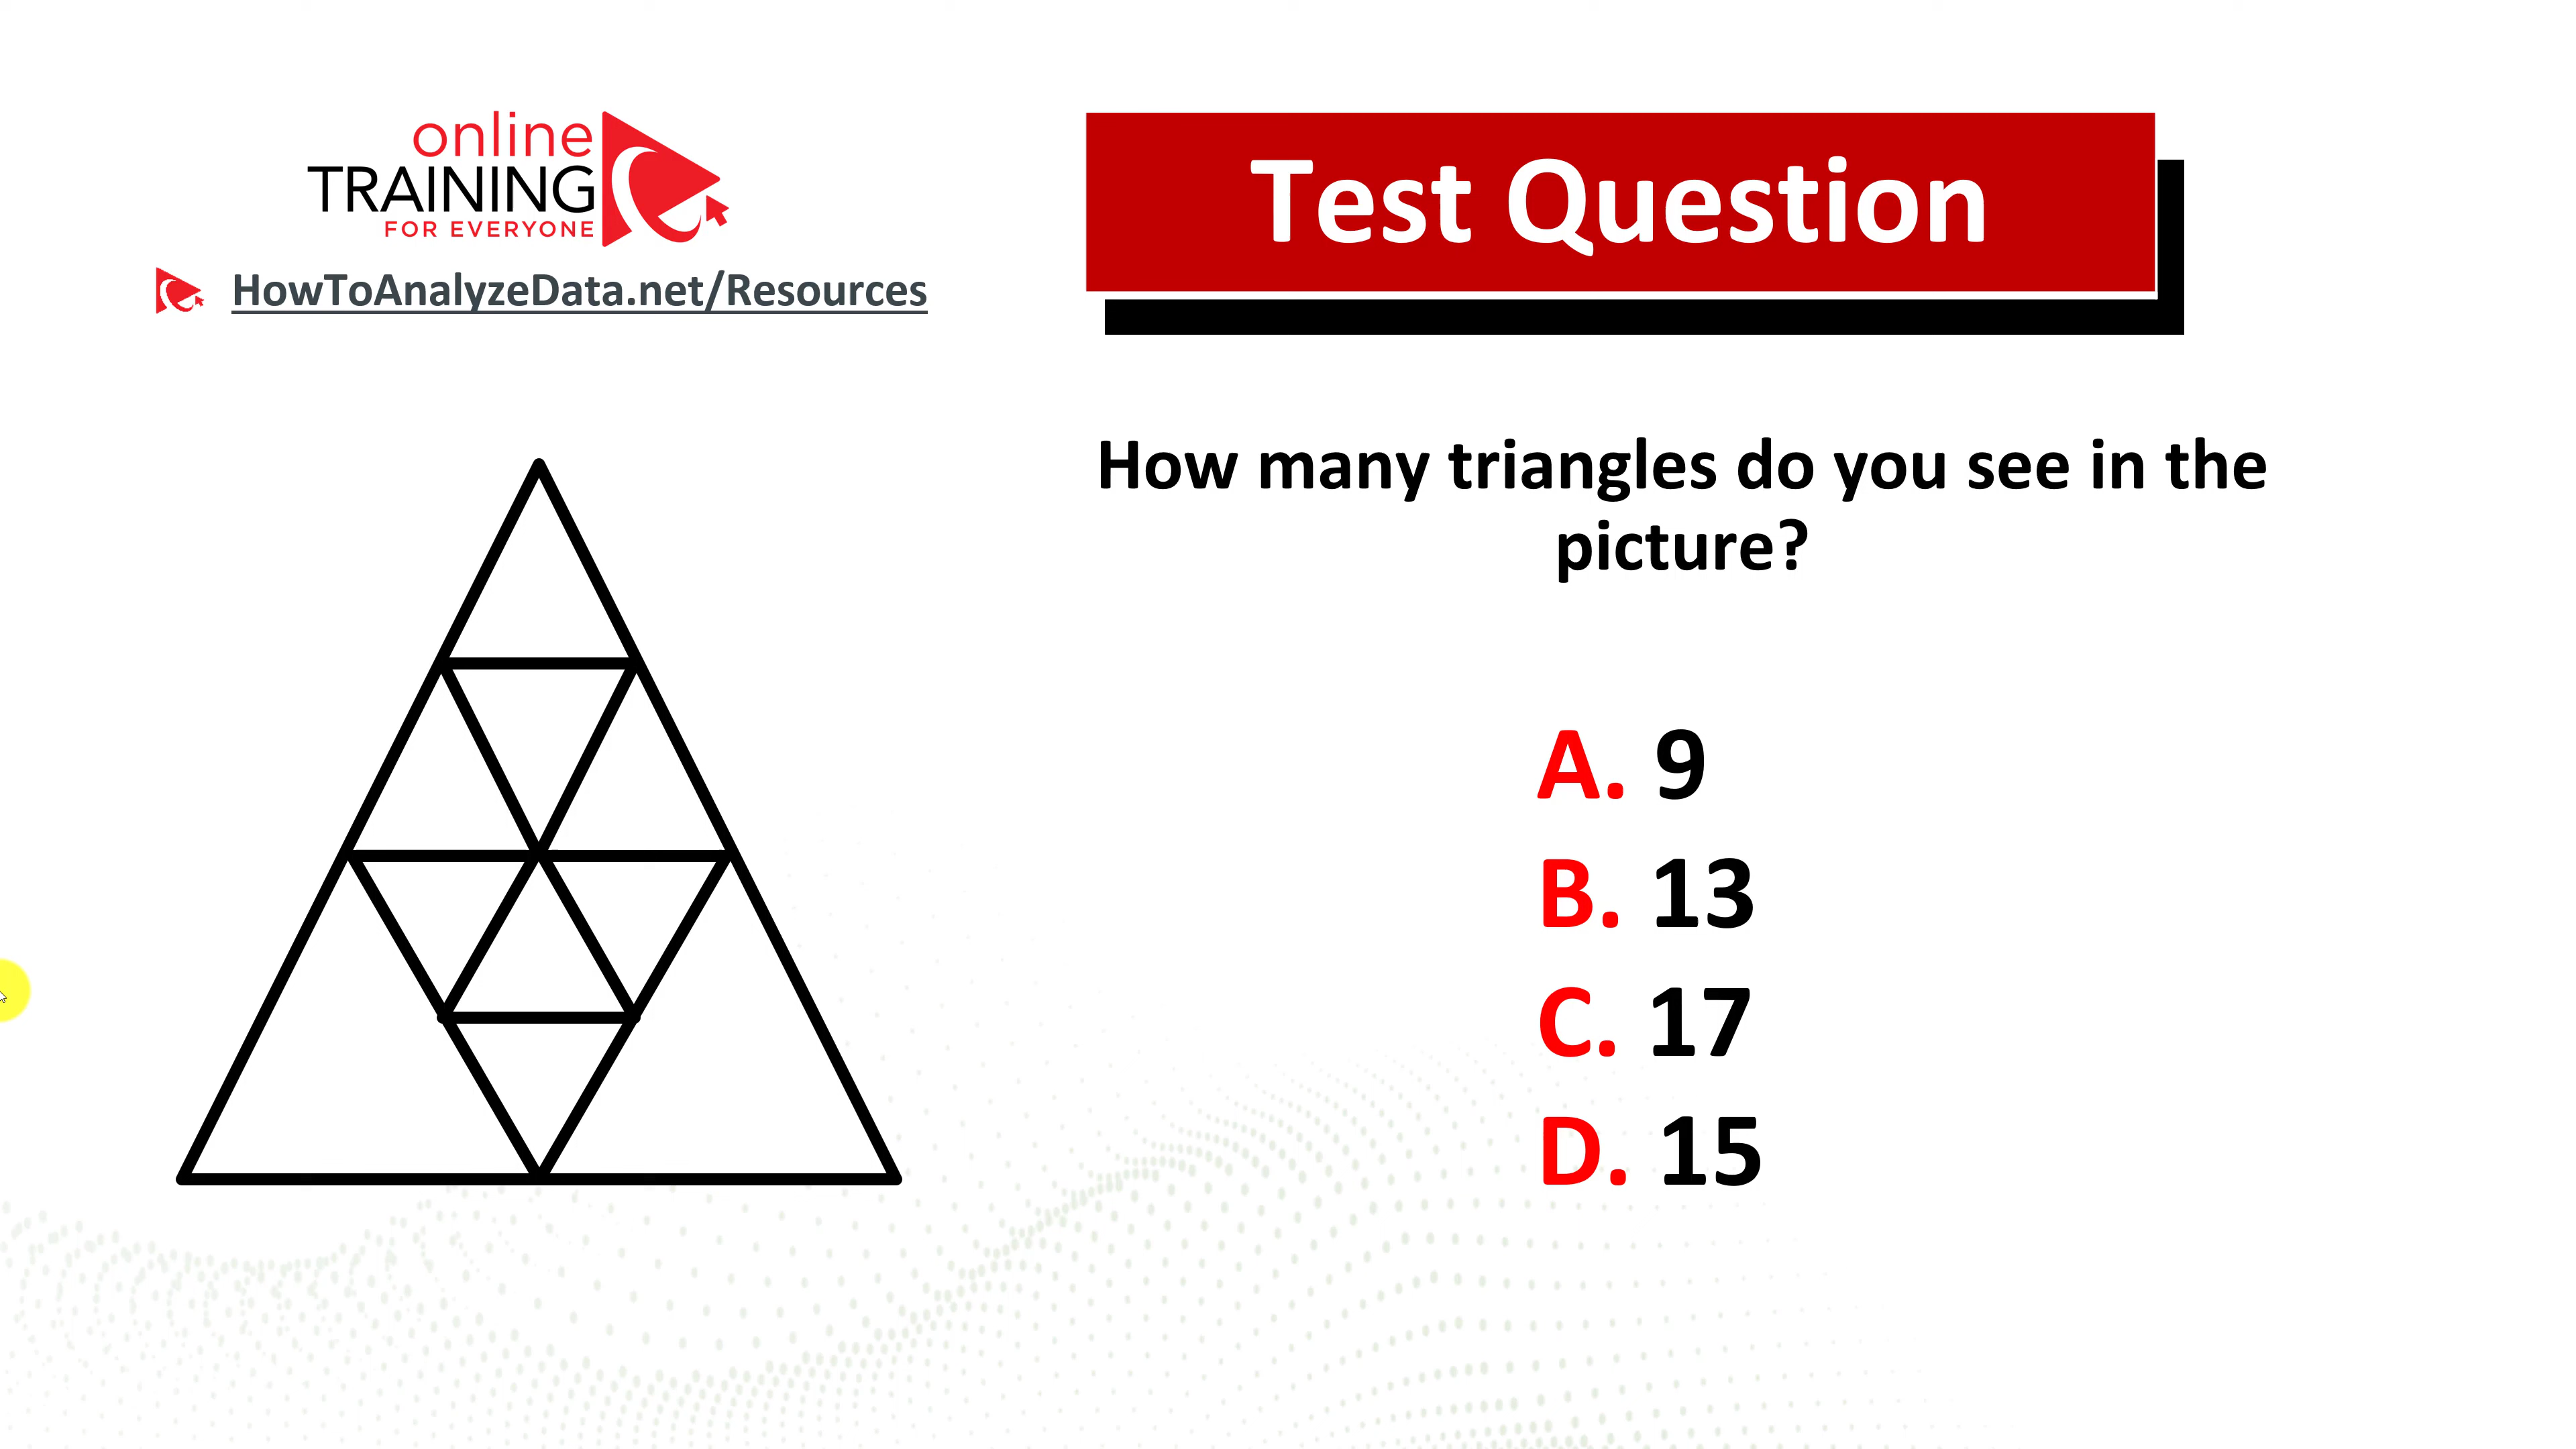 online
TRAINING
FOR EVERYONE
HowToAnalyzeData.net/Resources
Test Question
How many triangles do you see in the
picture?
A. 9
B. 13
C. 17
D. 15